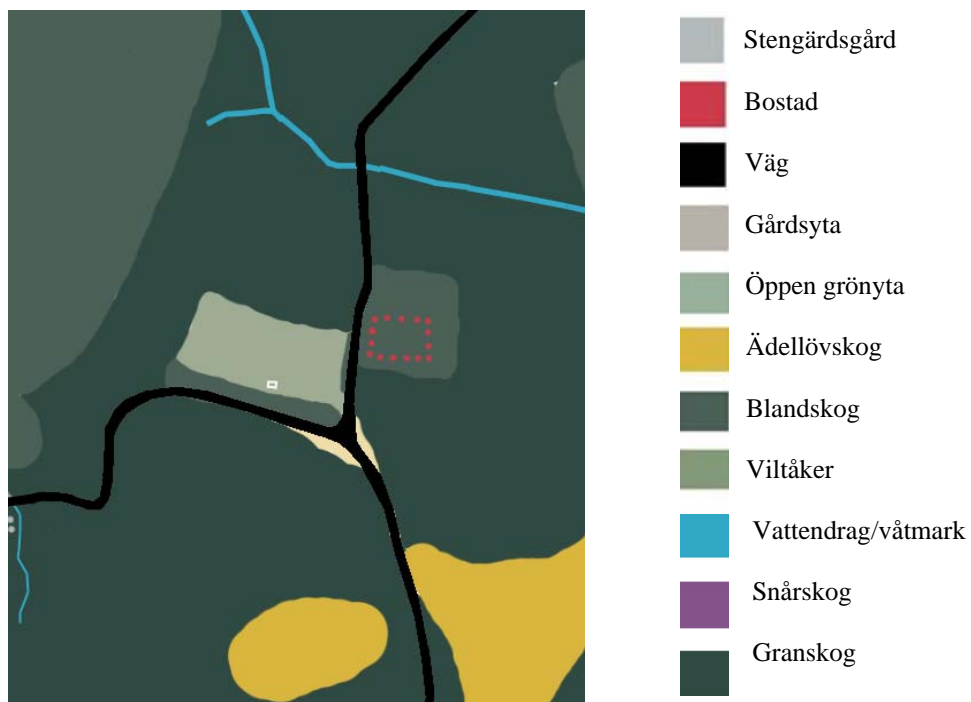 Stengärdsgård
Bostad
Väg
Gårdsyta
Öppen grönyta
Ädellövskog
Blandskog
Viltåker
Vattendrag/våtmark
Snårskog
Granskog